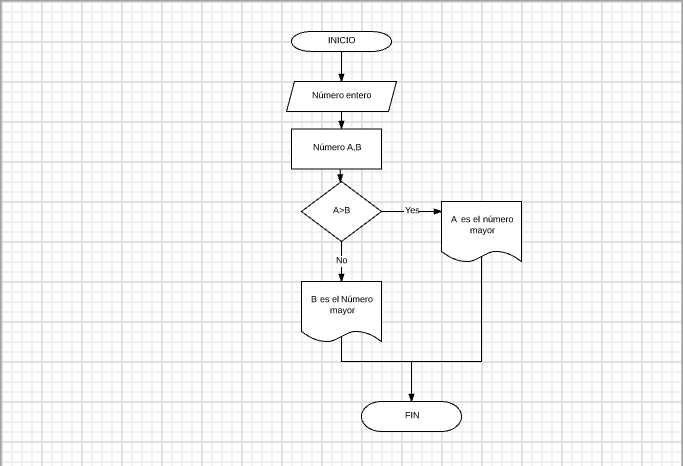 INICIO
Número entero
Número A,B
A>B
Yes
A es el número
mayor
No
B es el Número
mayor
FIN